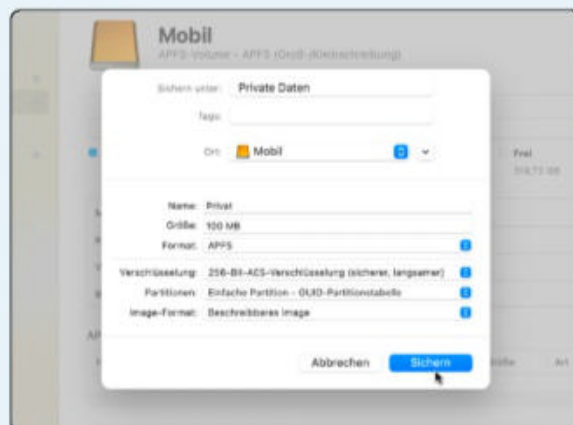 Mobil
APFS-Volume – APFS (Groß-/Kleinschreibung)
Sichern unter: Private Daten
Tags:
Ort: Mobil
Frei
Name: Privat
Größe: 100 MB
Format: APFS
Verschlüsselung: 256-Bit-AES-Verschlüsselung (sicherer, langsamer)
Partitionen: Einfache Partition – GUID-Partitionstabelle
Image-Format: Beschreibbares Image
Abbrechen Sichern
Größe Art